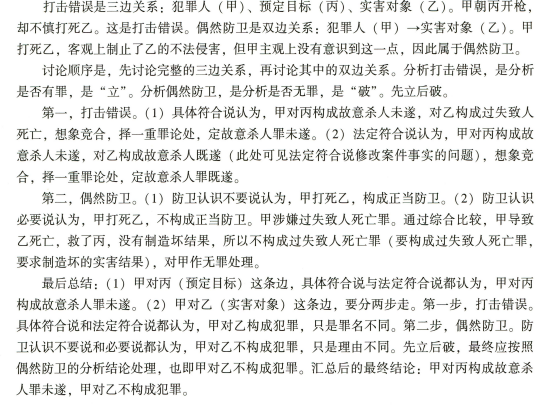 打击错误是三边关系：犯罪人（甲）、预定目标（丙）、实害对象（乙）。甲朝丙开枪，
却不慎打死乙。这是打击错误。偶然防卫是双边关系：犯罪人（甲）→实害对象（乙）。甲
打死乙，客观上制止了乙的不法侵害，但甲主观上没有意识到这一点，因此属于偶然防卫。
讨论顺序是，先讨论完整的三边关系，再讨论其中的双边关系。分析打击错误，是分析
是否有罪，是“立”。分析偶然防卫，是分析是否无罪，是“破”。先立后破。
第一，打击错误。（1）具体符合说认为，甲对丙构成故意杀人未遂，对乙构成过失致人
死亡，想象竞合，择一重罪论处，定故意杀人罪未遂。（2）法定符合说认为，甲对丙构成故
意杀人未遂，对乙构成故意杀人既遂（此处可见法定符合说修改案件事实的问题），想象竞
合，择一重罪论处，定故意杀人罪既遂。
第二，偶然防卫。（1）防卫认识不要说认为，甲打死乙，构成正当防卫。（2）防卫认识
必要说认为，甲打死乙，不构成正当防卫。甲涉嫌过失致人死亡罪。通过综合比较，甲导致
乙死亡，救了丙，没有制造坏结果，所以不构成过失致人死亡罪（要构成过失致人死亡罪，
要求制造坏的实害结果），对甲作无罪处理。
最后总结：（1）甲对丙（预定目标）这条边，具体符合说与法定符合说都认为，甲对丙
构成故意杀人罪未遂。（2）甲对乙（实害对象）这条边，要分两步走。第一步，打击错误。
具体符合说和法定符合说都认为，甲对乙构成犯罪，只是罪名不同。第二步，偶然防卫。防
卫认识不要说和必要说都认为，甲对乙不构成犯罪，只是理由不同。先立后破，最终应按照
偶然防卫的分析结论处理，也即甲对乙不构成犯罪。汇总后的最终结论：甲对丙构成故意杀
人罪未遂，甲对乙不构成犯罪。